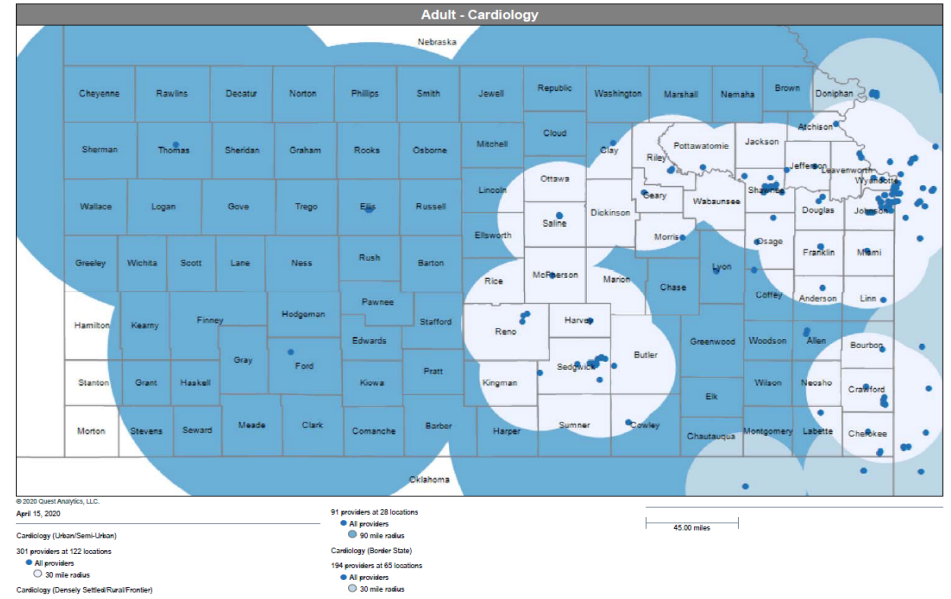 Adult - Cardiology
Nebraska
Cheyenne Rawlins Decatur Norton Phillips Smith Jewell Republic Washington Marshall Nemaha Brown Doniphan
Atchison
Sherman Thomas Sheridan Graham Rooks Osborne Mitchell Cloud Clay Riley Pottawatomie Jackson
Jefferson Leavenworth
Wyandotte
Wallace Logan Gove Trego Ellis Russell Lincoln Ottawa Geary Wabaunsee Shawnee
Dickinson Douglas Johnson
Saline
Ellsworth Morris Osage
Greeley Wichita Scott Lane Ness Rush Barton Franklin Miami
Rice McPherson Marion Lyon
Chase Coffey Anderson Linn
Hamilton Kearny Finney Hodgeman Pawnee Stafford Reno Harvey
Edwards Greenwood Woodson Allen Bourbon
Gray Ford Sedgwick Butler
Stanton Grant Haskell Kiowa Pratt Kingman Wilson Neosho Crawford
Elk
Morton Stevens Seward Meade Clark Comanche Barber Harper Sumner Cowley Chautauqua Montgomery Labette Cherokee
Oklahoma
© 2020 Quest Analytics, LLC.
April 15, 2020
Cardiology (Urban/Semi-Urban)
301 providers at 122 locations
All providers
30 mile radius
Cardiology (Densely Settled/Rural/Frontier)
91 providers at 28 locations
All providers
90 mile radius
Cardiology (Border State)
194 providers at 65 locations
All providers
30 mile radius
45.00 miles